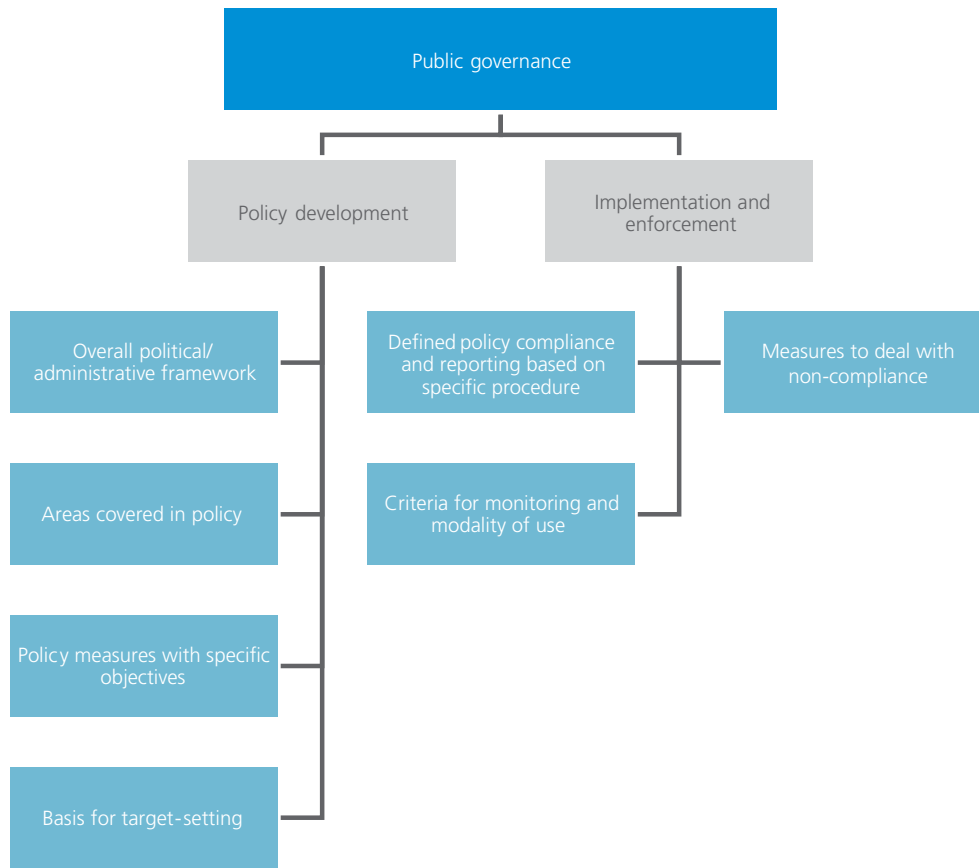 Public governance
Policy development
Implementation and
enforcement
Overall political/
administrative framework
Defined policy compliance
and reporting based on
specific procedure
Measures to deal with
non-compliance
Areas covered in policy
Criteria for monitoring and
modality of use
Policy measures with specific
objectives
Basis for target-setting